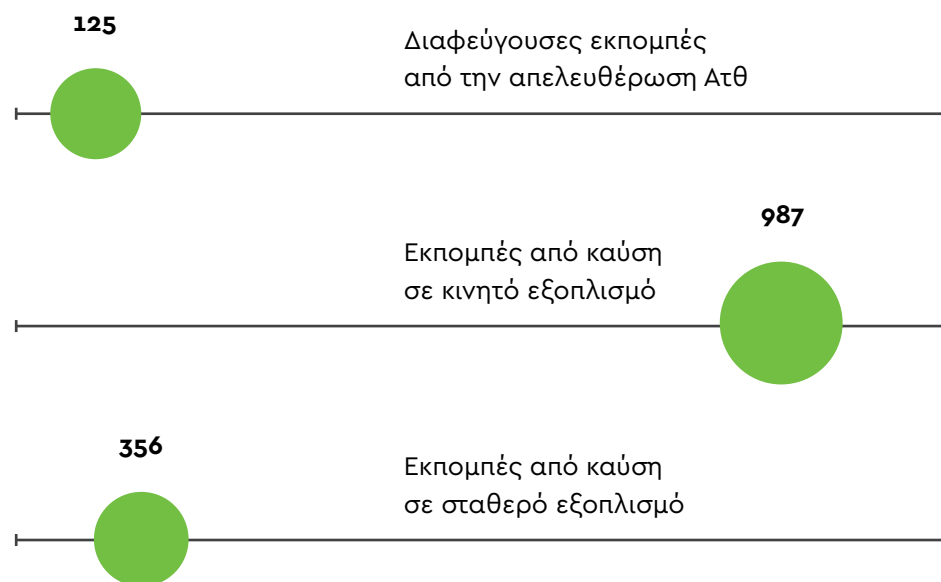 125
Διαφεύγουσες εκπομπές
από την απελευθέρωση Ατθ
987
Εκπομπές από καύση
σε κινητό εξοπλισμό
356
Εκπομπές από καύση
σε σταθερό εξοπλισμό